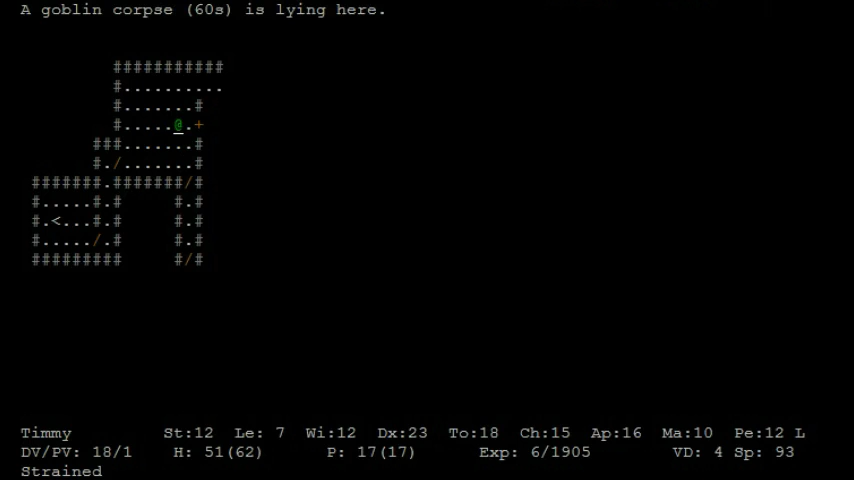 A goblin corpse (60s) is lying here.
###########
#..........
#.......#
#.....@.+
###.......#
#./.......#
#######.#######/#
#.....#.# #.#
#.<...#.# #.#
#...../.# #.#
######### #/#
Timmy St:12 Le: 7 Wi:12 Dx:23 To:18 Ch:15 Ap:16 Ma:10 Pe:12 L
DV/PV: 18/1 H: 51(62) P: 17(17) Exp: 6/1905 VD: 4 Sp: 93
Strained